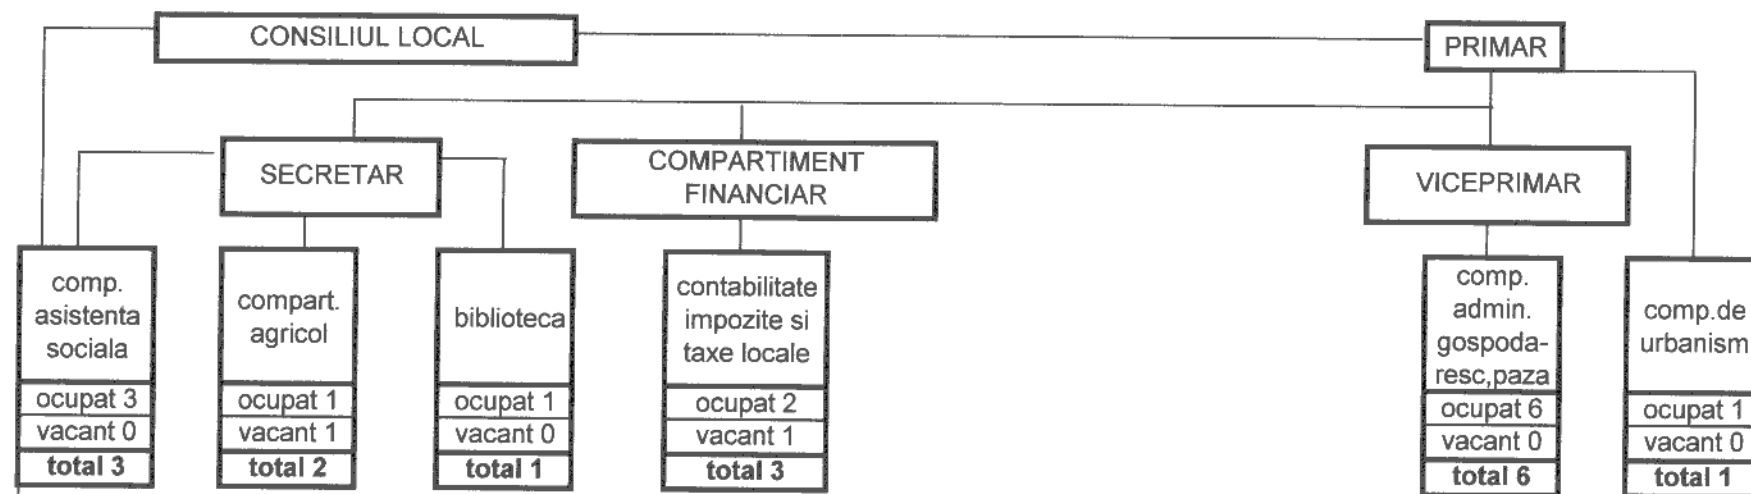 CONSILIUL LOCAL
PRIMAR
SECRETAR
COMPARTIMENT
FINANCIAR
VICEPRIMAR
comp.
asistenta
sociala
ocupat 3
vacant 0
total 3
compart.
agricol
ocupat 1
vacant 1
total 2
biblioteca
ocupat 1
vacant 0
total 1
contabilitate
impozite si
taxe locale
ocupat 2
vacant 1
total 3
comp.
admin.
gospoda-
resc,paza
ocupat 6
vacant 0
total 6
comp.de
urbanism
ocupat 1
vacant 0
total 1